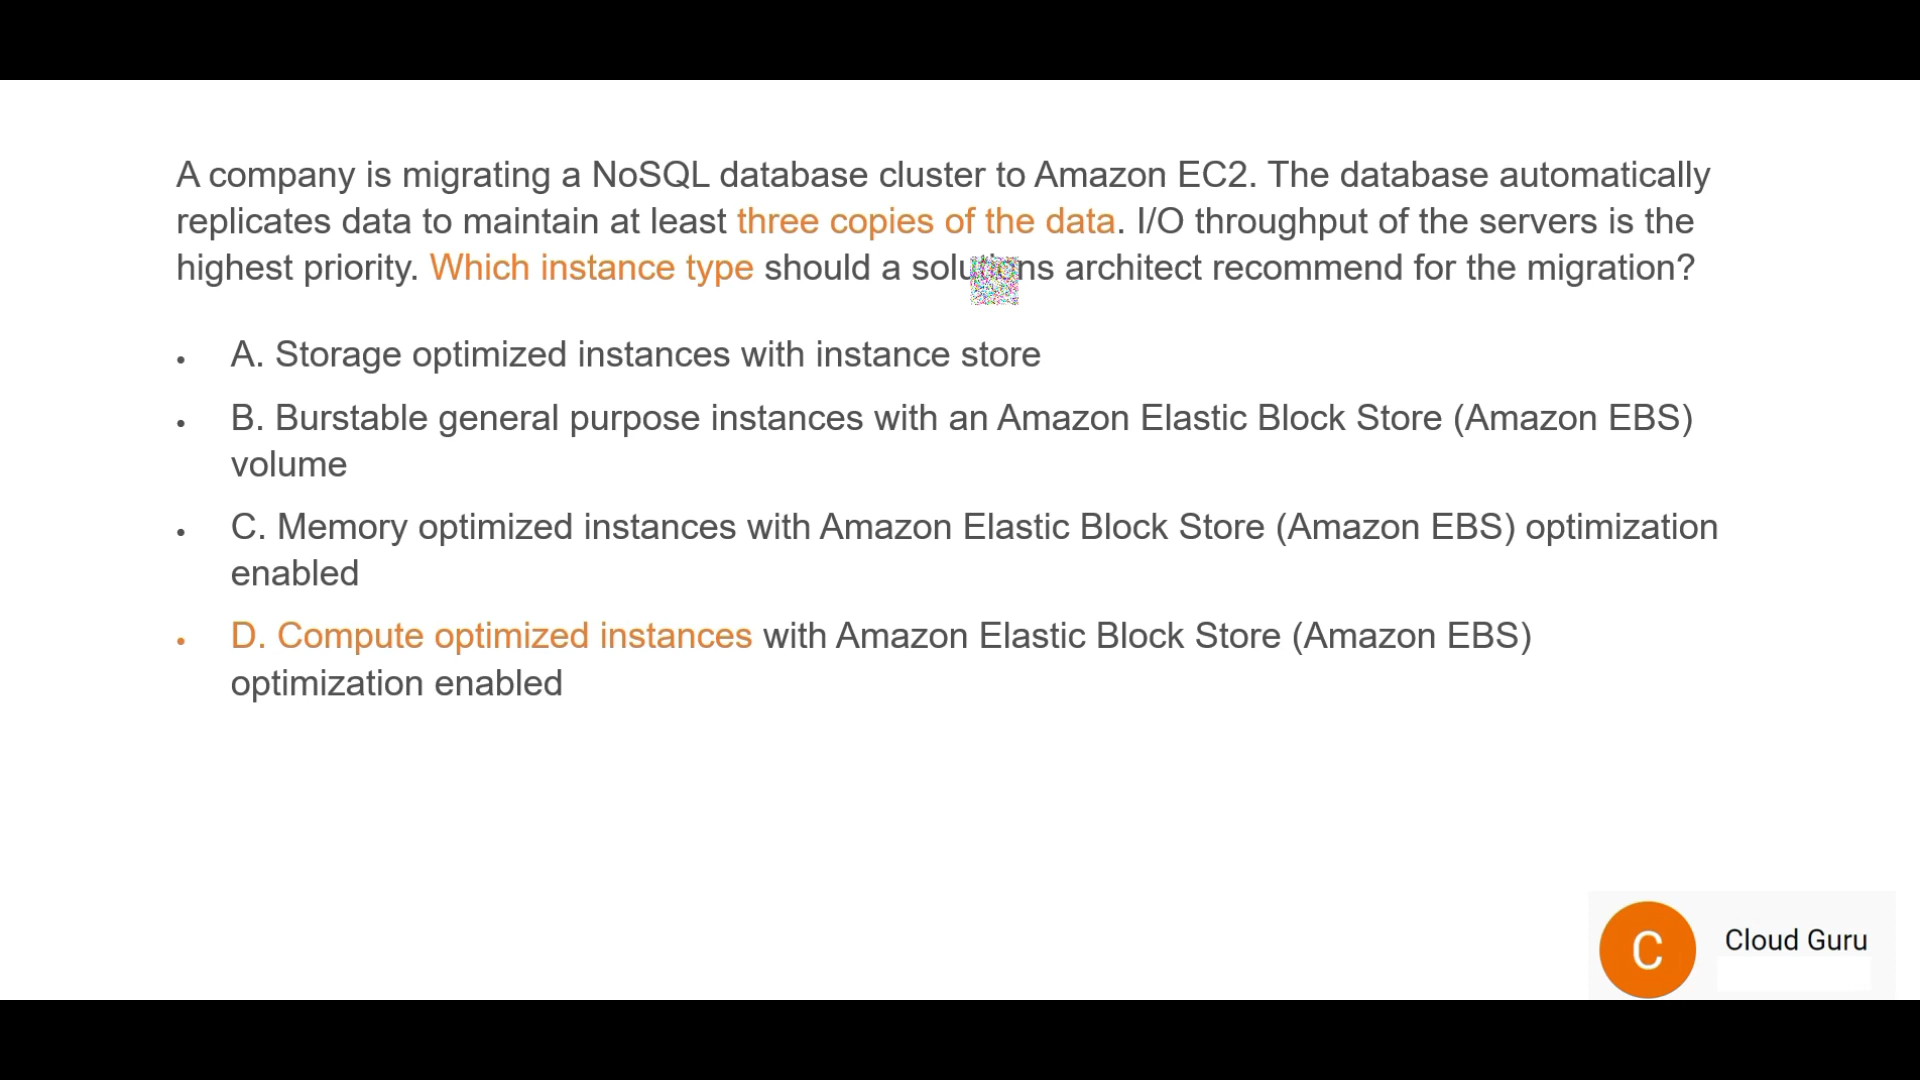 A company is migrating a NoSQL database cluster to Amazon EC2. The database automatically
replicates data to maintain at least three copies of the data. I/O throughput of the servers is the
highest priority. Which instance type should a architect recommend for the migration?
• A. Storage optimized instances with instance store
• B. Burstable general purpose instances with an Amazon Elastic Block Store (Amazon EBS)
volume
• C. Memory optimized instances with Amazon Elastic Block Store (Amazon EBS) optimization
enabled
• D. Compute optimized instances with Amazon Elastic Block Store (Amazon EBS)
optimization enabled
C
Cloud Guru